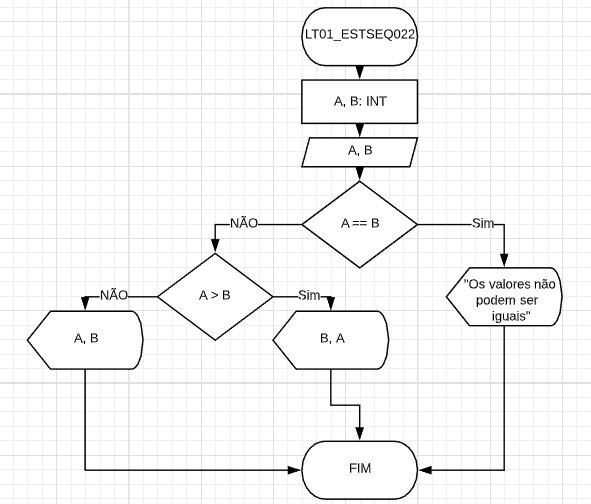 LT01_ESTSEQ022
A, B: INT
A, B
A == B
NÃO
Sim
A > B
NÃO
Sim
"Os valores não
podem ser
iguais"
A, B
B, A
FIM